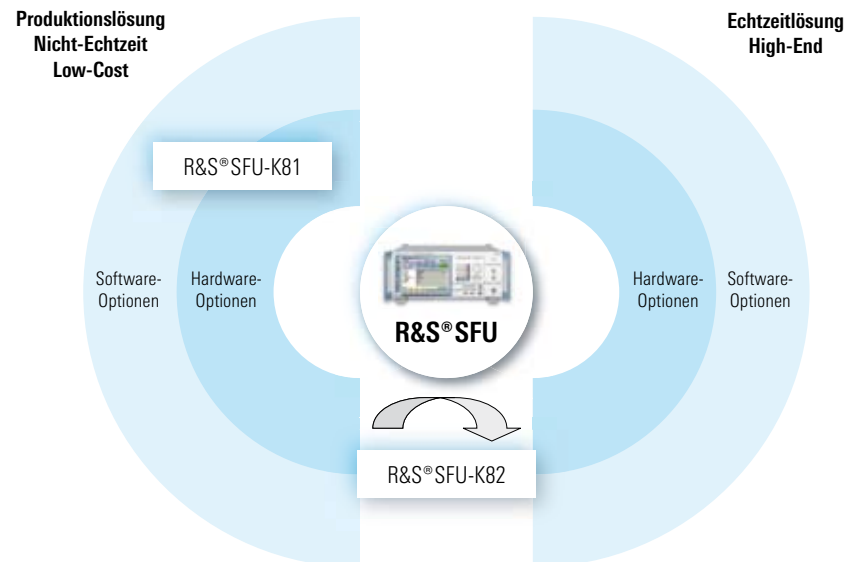 Produktionslösung
Nicht-Echtzeit
Low-Cost
Echtzeitlösung
High-End
R&S®SFU-K81
Software-
Optionen
Hardware-
Optionen
R&S®SFU
Hardware-
Optionen
Software-
Optionen
R&S®SFU-K82